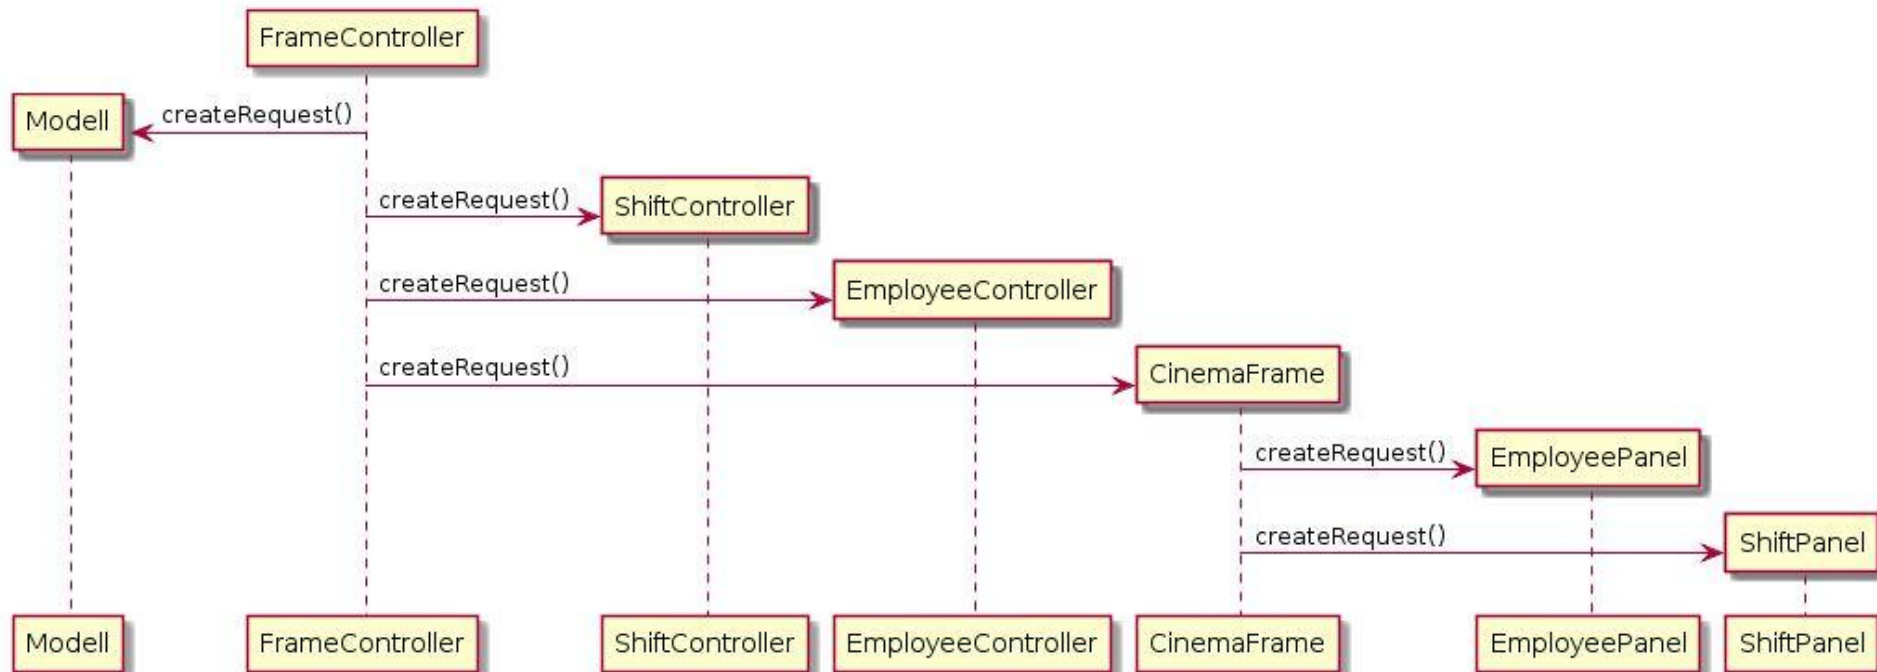 FrameController
Modell
createRequest()
createRequest()
ShiftController
createRequest()
EmployeeController
createRequest()
CinemaFrame
createRequest()
EmployeePanel
createRequest()
ShiftPanel
Modell
FrameController
ShiftController
EmployeeController
CinemaFrame
EmployeePanel
ShiftPanel